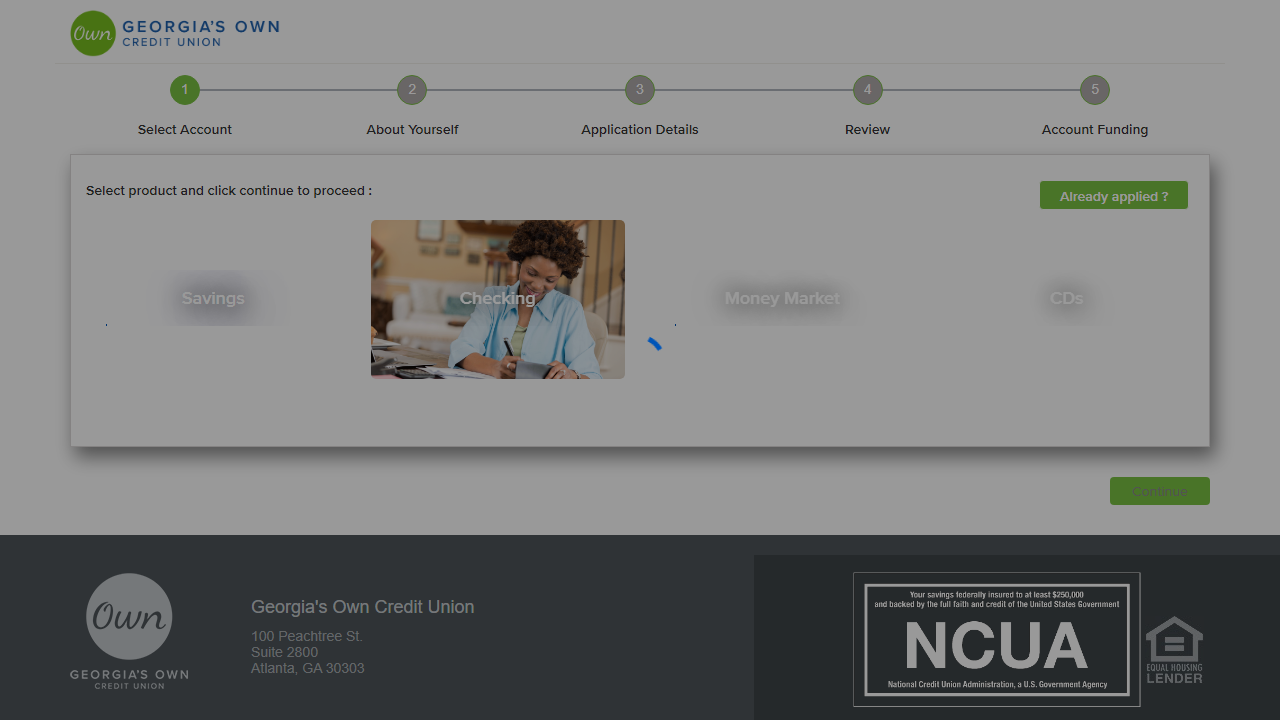 Own GEORGIA'S OWN
CREDIT UNION
1 2 3 4 5
Select Account About Yourself Application Details Review Account Funding
Select product and click continue to proceed :
Already applied ?
Savings Checking Money Market CDs
Continue
Own
GEORGIA'S OWN
CREDIT UNION
Georgia's Own Credit Union
100 Peachtree St.
Suite 2800
Atlanta, GA 30303
Your savings federally insured to at least $250,000
and backed by the full faith and credit of the United States Government
NCUA
National Credit Union Administration, a U.S. Government Agency
EQUAL HOUSING
LENDER